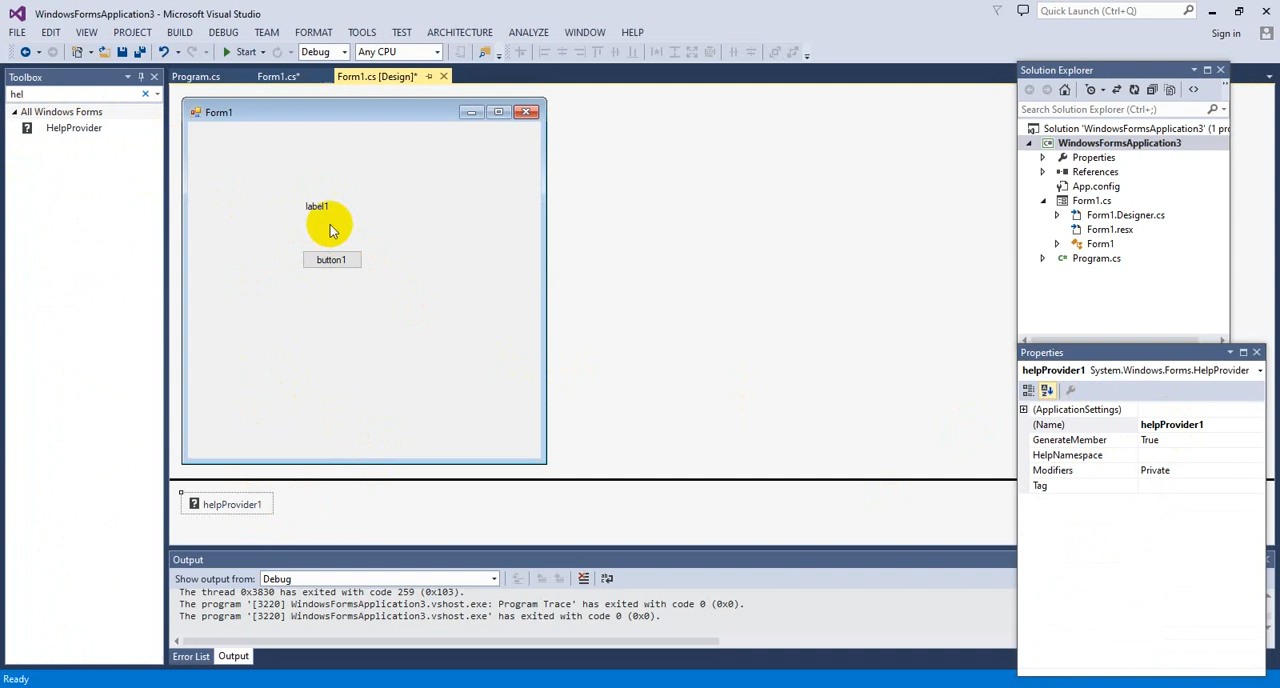 WindowsFormsApplication3 - Microsoft Visual Studio
Quick Launch (Ctrl+Q)
FILE EDIT VIEW PROJECT BUILD DEBUG TEAM FORMAT TOOLS TEST ARCHITECTURE ANALYZE WINDOW HELP
Sign in
Start Debug Any CPU
Toolbox
hel
All Windows Forms
HelpProvider
Program.cs Form1.cs* Form1.cs [Design]*
Form1
label1
button1
helpProvider1
Output
Show output from: Debug
The thread 0x3830 has exited with code 259 (0x103).
The program '[3220] WindowsFormsApplication3.vshost.exe: Program Trace' has exited with code 0 (0x0).
The program '[3220] WindowsFormsApplication3.vshost.exe' has exited with code 0 (0x0).
Error List Output
Ready
Solution Explorer
Search Solution Explorer (Ctrl+;)
Solution 'WindowsFormsApplication3' (1 pr
WindowsFormsApplication3
Properties
References
App.config
Form1.cs
Form1.Designer.cs
Form1.resx
Form1
Program.cs
Properties
helpProvider1 System.Windows.Forms.HelpProvider
(ApplicationSettings)
(Name) helpProvider1
GenerateMember True
HelpNamespace
Modifiers Private
Tag